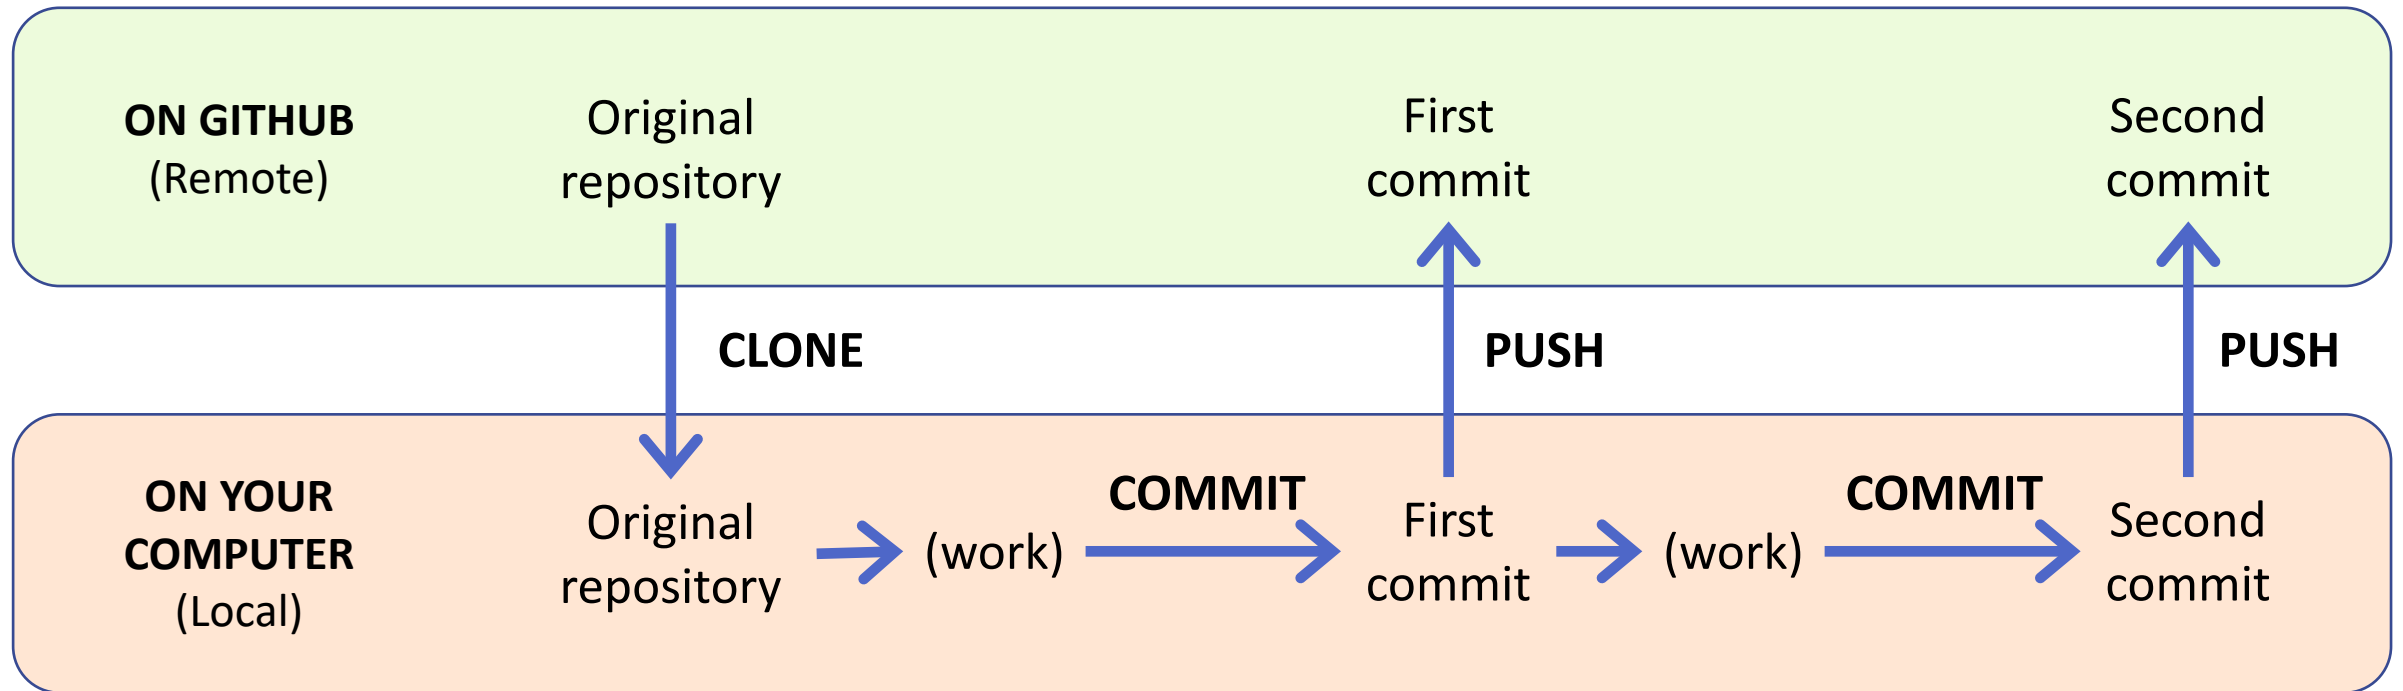 ON GITHUB
(Remote)
Original
repository
First
commit
Second
commit
CLONE
PUSH
PUSH
ON YOUR
COMPUTER
(Local)
Original
repository
(work)
COMMIT
First
commit
(work)
COMMIT
Second
commit